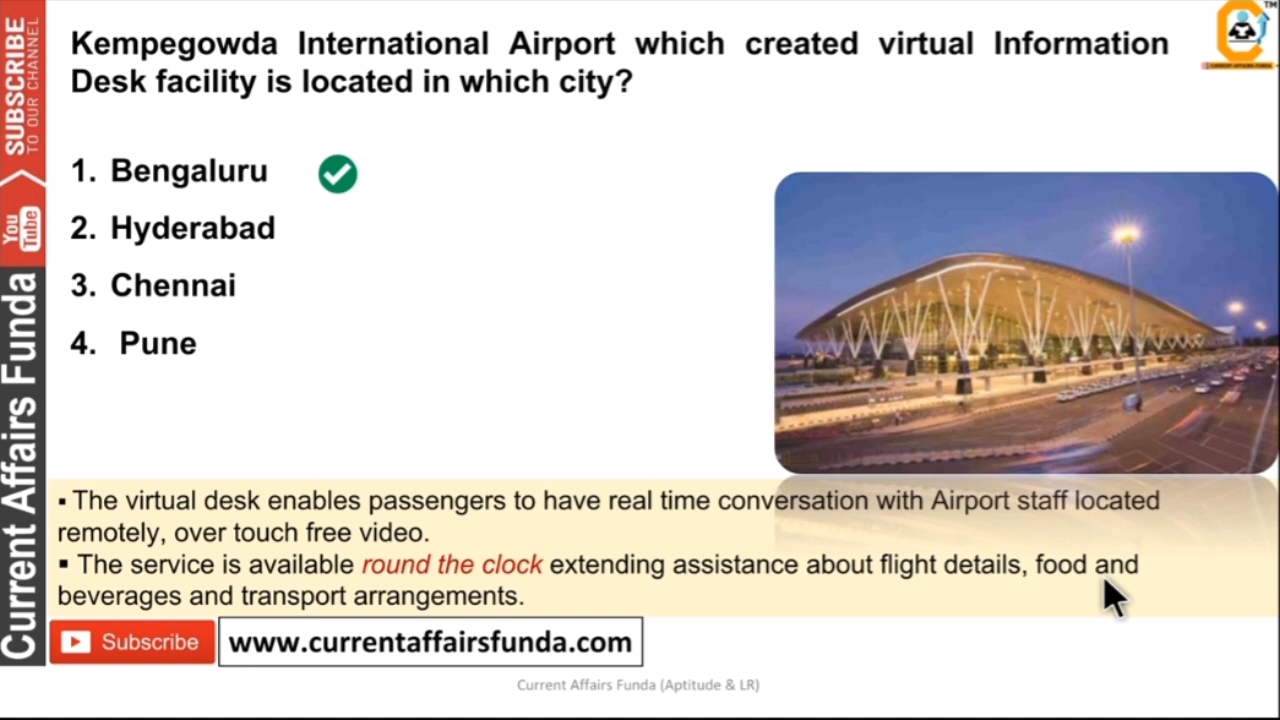 Kempegowda International Airport which created virtual Information
Desk facility is located in which city?
1. Bengaluru
2. Hyderabad
3. Chennai
4. Pune
▪ The virtual desk enables passengers to have real time conversation with Airport staff located
remotely, over touch free video.
▪ The service is available round the clock extending assistance about flight details, food and
beverages and transport arrangements.
Subscribe
www.currentaffairsfunda.com
Current Affairs Funda (Aptitude & LR)
SUBSCRIBE
TO OUR CHANNEL
You
Tube
Current Affairs Funda
TM
CURRENT AFFAIRS FUNDA